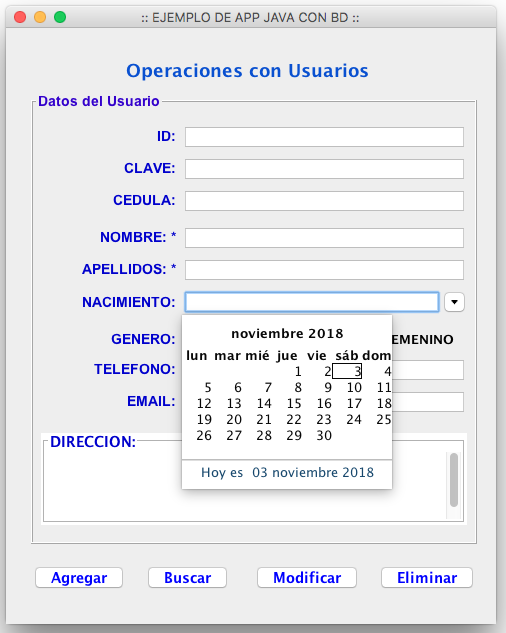 :: EJEMPLO DE APP JAVA CON BD ::
Operaciones con Usuarios
Datos del Usuario
ID:
CLAVE:
CEDULA:
NOMBRE: *
APELLIDOS: *
NACIMIENTO:
GENERO: EMENINO
TELEFONO:
EMAIL:
noviembre 2018
lun mar mié jue vie sáb dom
1 2 3 4
5 6 7 8 9 10 11
12 13 14 15 16 17 18
19 20 21 22 23 24 25
26 27 28 29 30
Hoy es 03 noviembre 2018
DIRECCION:
Agregar Buscar Modificar Eliminar